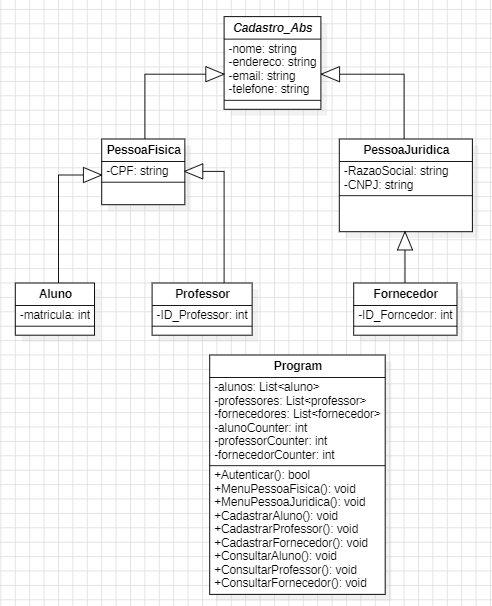 Cadastro_Abs
-nome: string
-endereco: string
-email: string
-telefone: string
PessoaFisica
-CPF: string
PessoaJuridica
-RazaoSocial: string
-CNPJ: string
Aluno
-matricula: int
Professor
-ID_Professor: int
Fornecedor
-ID_Forncedor: int
Program
-alunos: List<aluno>
-professores: List<professor>
-fornecedores: List<fornecedor>
-alunoCounter: int
-professorCounter: int
-fornecedorCounter: int
+Autenticar(): bool
+MenuPessoaFisica(): void
+MenuPessoaJuridica(): void
+CadastrarAluno(): void
+CadastrarProfessor(): void
+CadastrarFornecedor(): void
+ConsultarAluno(): void
+ConsultarProfessor(): void
+ConsultarFornecedor(): void